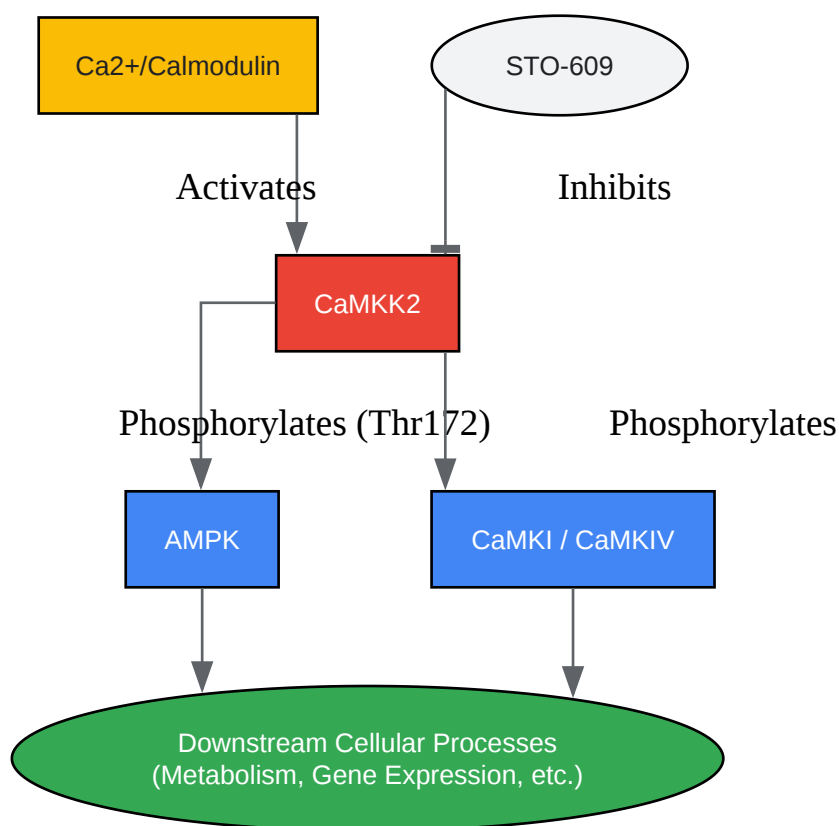 Ca2+/Calmodulin
STO-609
Activates
Inhibits
CaMKK2
Phosphorylates (Thr172)
Phosphorylates
AMPK
CaMKI / CaMKIV
Downstream Cellular Processes
(Metabolism, Gene Expression, etc.)